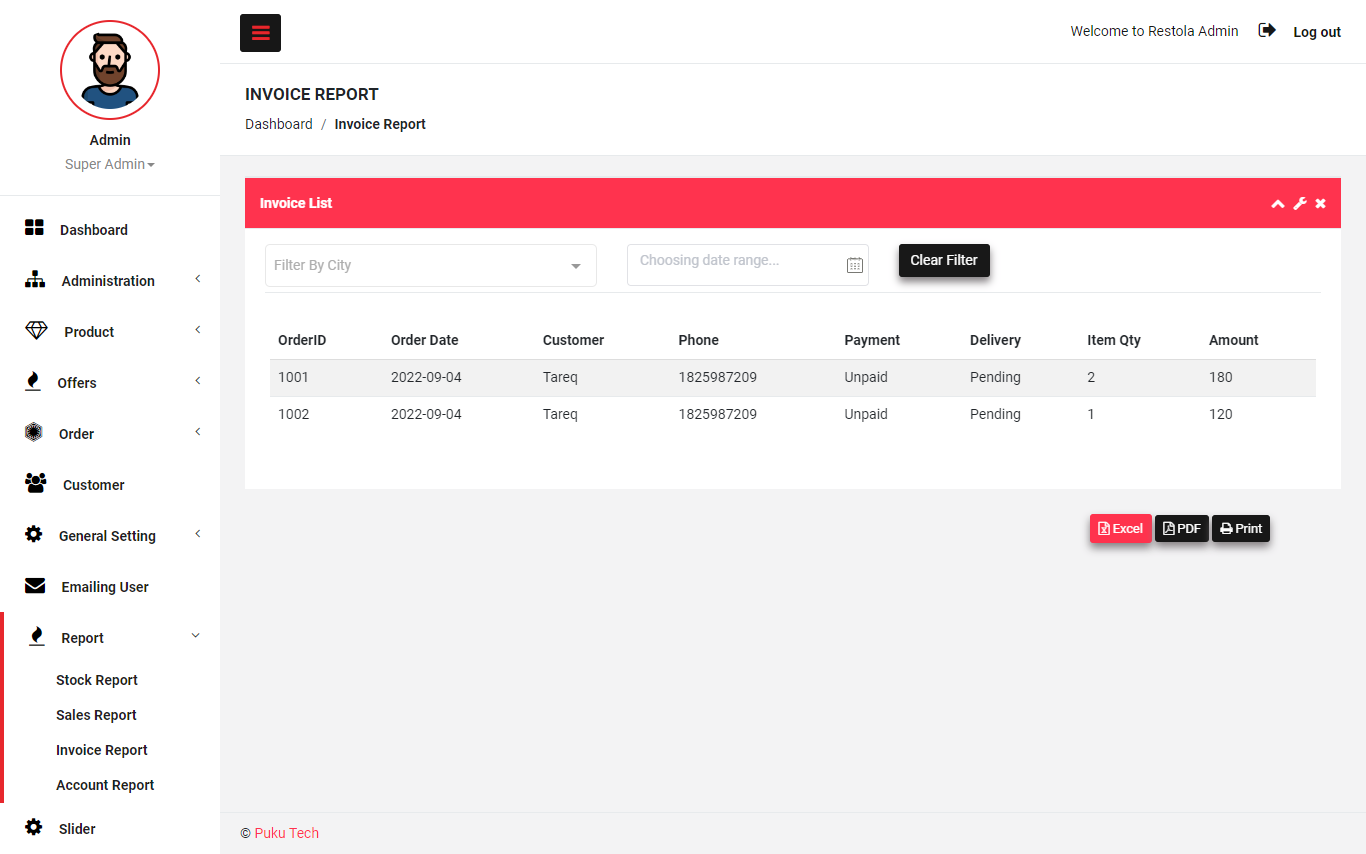 Admin
Super Admin
Dashboard
Administration
Product
Offers
Order
Customer
General Setting
Emailing User
Report
Stock Report
Sales Report
Invoice Report
Account Report
Slider
Welcome to Restola Admin Log out
INVOICE REPORT
Dashboard / Invoice Report
Invoice List
Filter By City Choosing date range... Clear Filter
OrderID Order Date Customer Phone Payment Delivery Item Qty Amount
1001 2022-09-04 Tareq 1825987209 Unpaid Pending 2 180
1002 2022-09-04 Tareq 1825987209 Unpaid Pending 1 120
Excel PDF Print
© Puku Tech